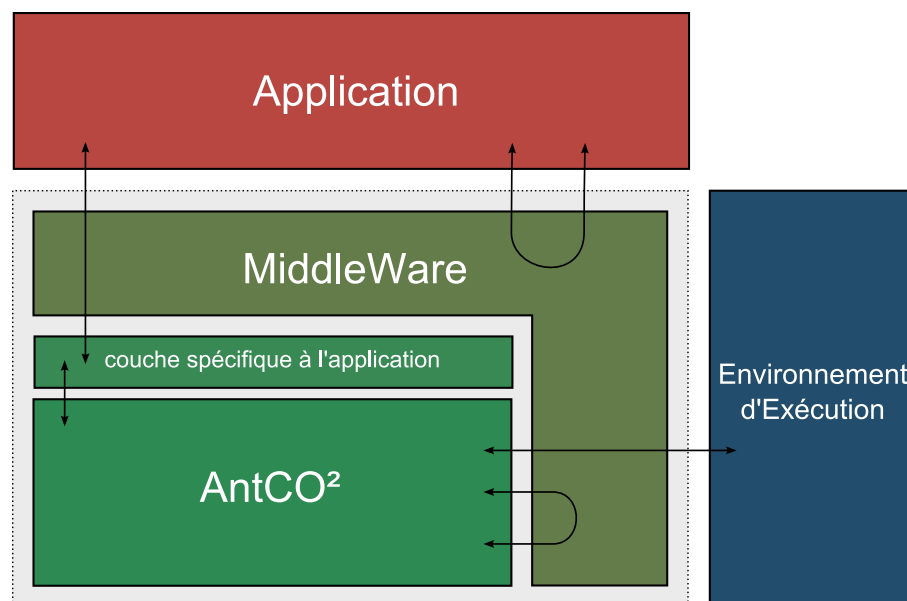 Application
MiddleWare
couche spécifique à l'application
Environnement
d'Exécution
AntCO²